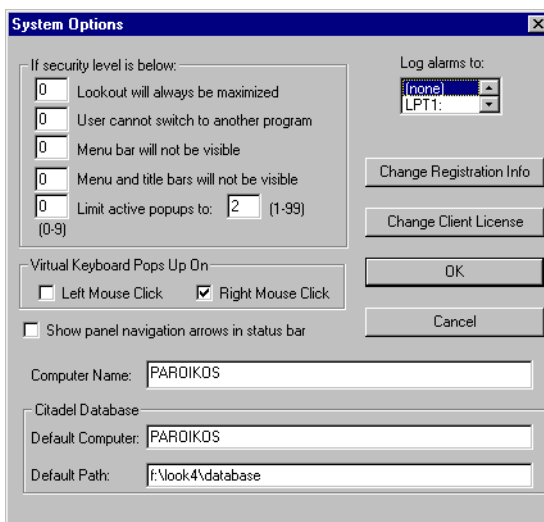 System Options
If security level is below:
0 Lookout will always be maximized
0 User cannot switch to another program
0 Menu bar will not be visible
0 Menu and title bars will not be visible
0 Limit active popups to: 2 (1-99)
(0-9)
Log alarms to:
(none)
LPT1:
Change Registration Info
Change Client License
OK
Cancel
Virtual Keyboard Pops Up On
Left Mouse Click
Right Mouse Click
Show panel navigation arrows in status bar
Computer Name: PAROIKOS
Citadel Database
Default Computer: PAROIKOS
Default Path: f:\look4\database